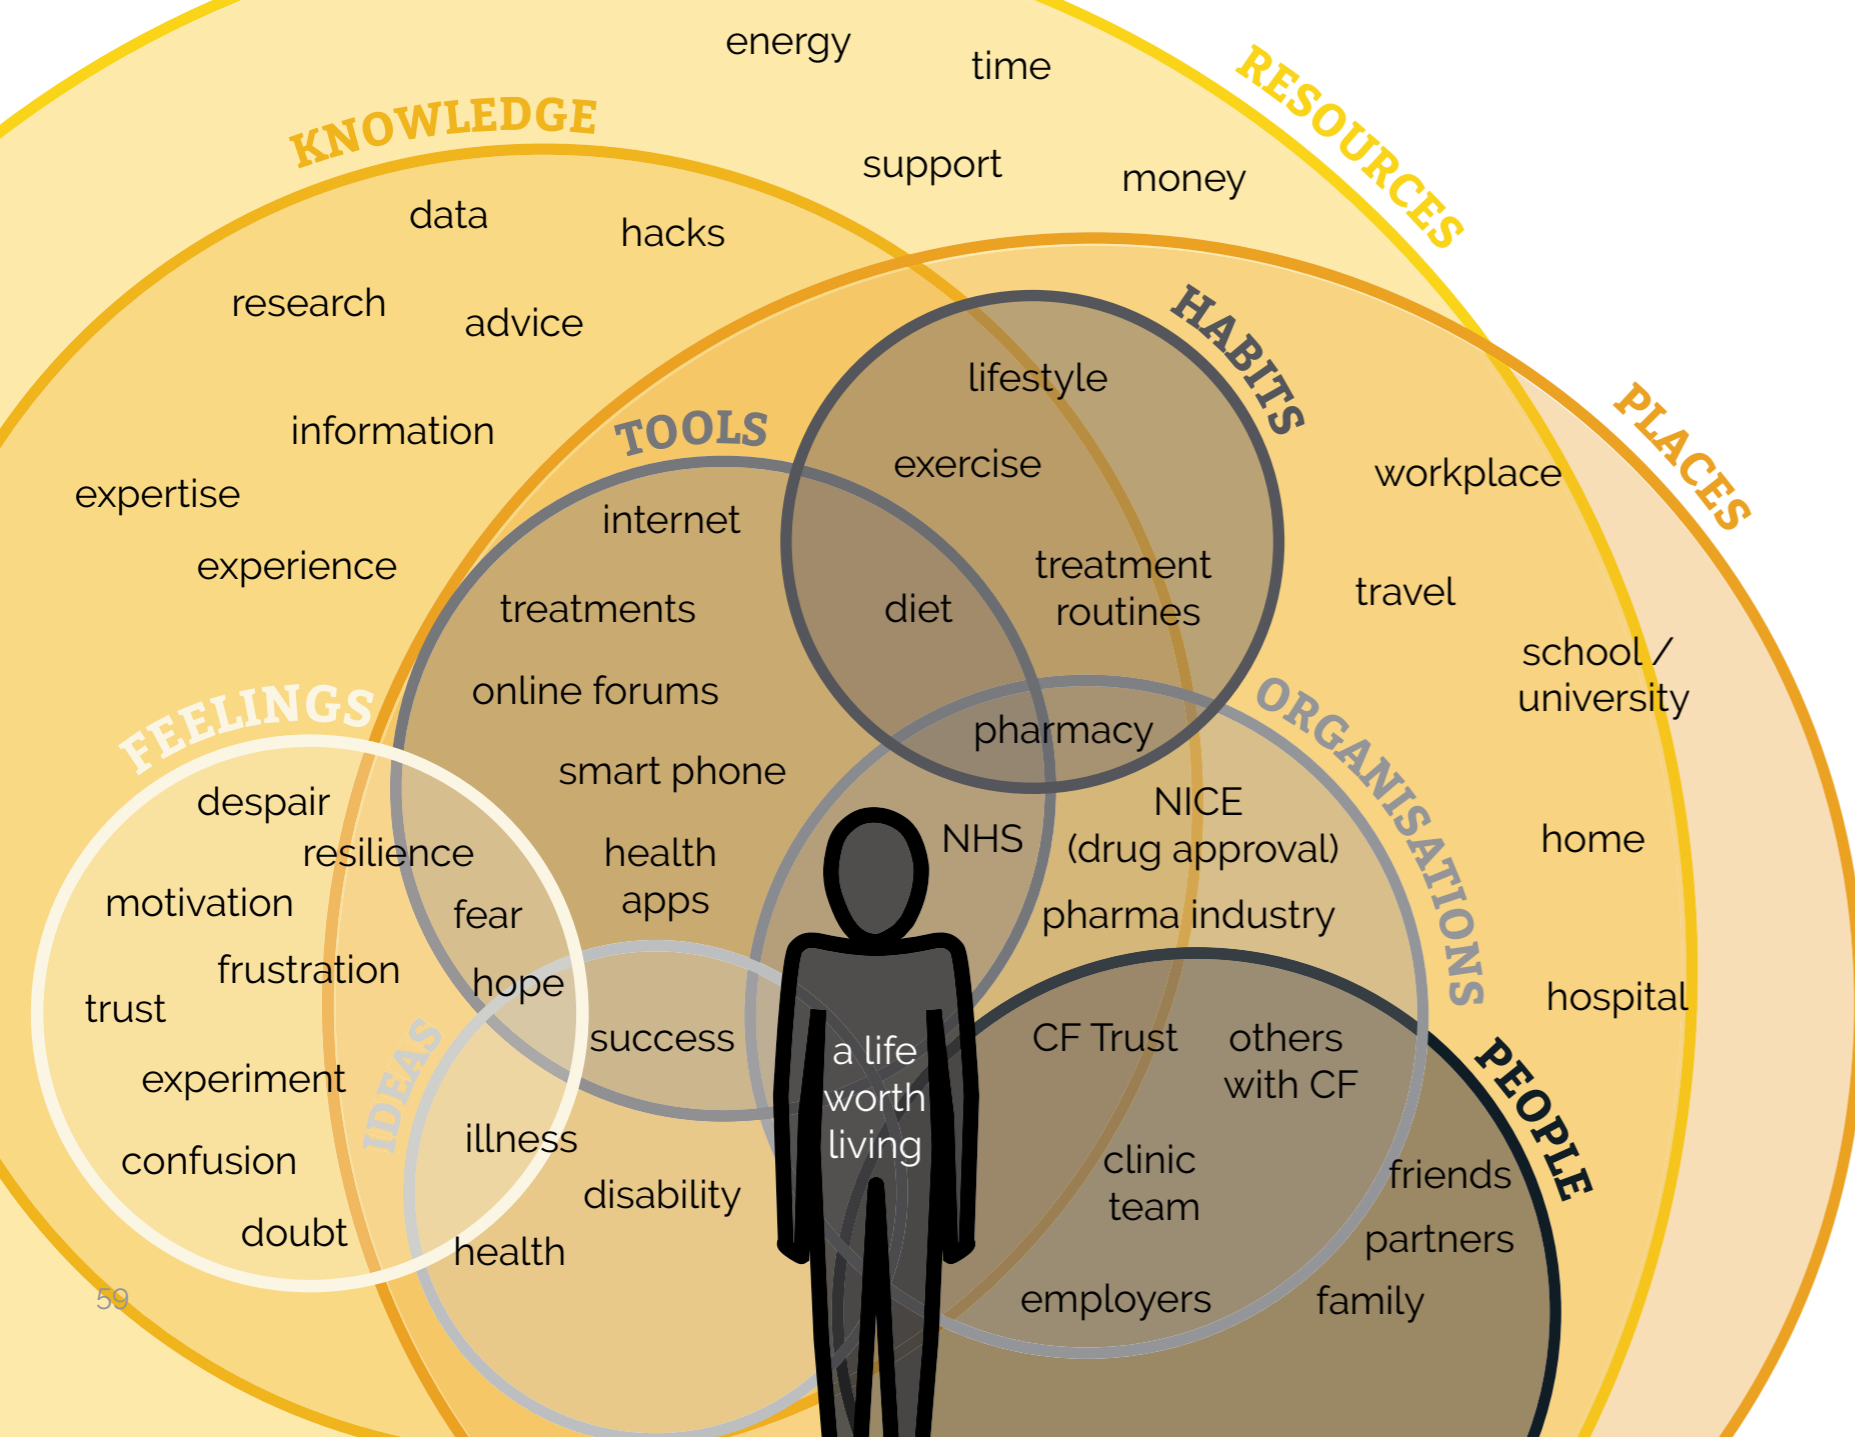 energy
time
RESOURCES
support
money
KNOWLEDGE
data
hacks
research
advice
information
expertise
experience
HABITS
lifestyle
exercise
treatment
routines
diet
pharmacy
PLACES
workplace
travel
school /
university
home
hospital
TOOLS
internet
treatments
online forums
smart phone
health
apps
FEELINGS
despair
resilience
motivation
fear
frustration
hope
trust
experiment
confusion
doubt
IDEAS
success
illness
disability
health
ORGANISATIONS
NHS
NICE
(drug approval)
pharma industry
PEOPLE
CF Trust
others
with CF
clinic
team
friends
partners
employers
family
a life
worth
living
59